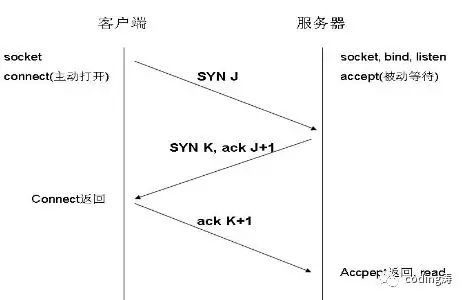 客户端
服务器
socket
connect(主动打开)
socket, bind, listen
accept(被动等待)
SYN J
SYN K, ack J+1
Connect返回
ack K+1
Accpept返回, read
coding涛